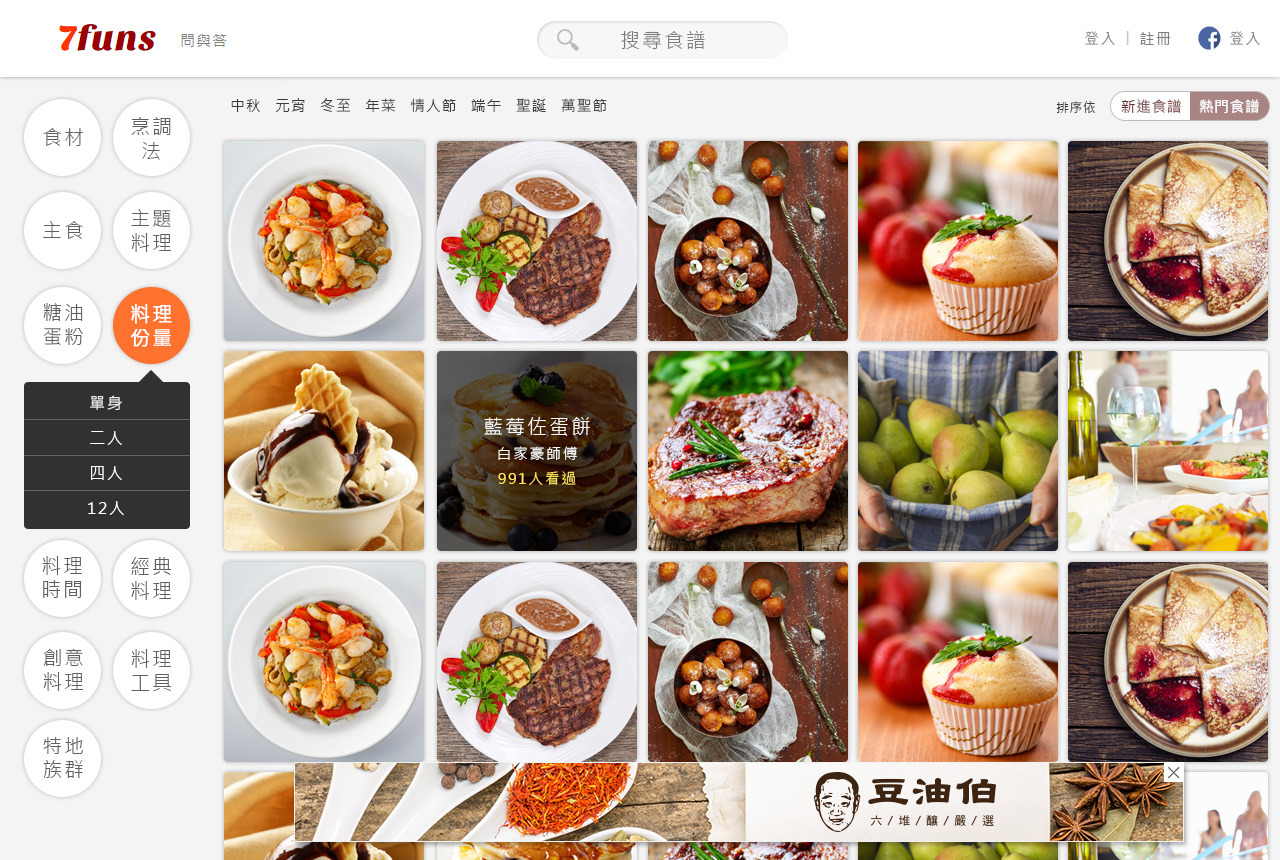 7funs
問與答
搜尋食譜
登入 | 註冊
登入
中秋 元宵 冬至 年菜 情人節 端午 聖誕 萬聖節
排序依
新進食譜 熱門食譜
食材
烹調
法
主食
主題
料理
糖油
蛋粉
料理
份量
單身
二人
四人
12人
藍莓佐蛋餅
白家豪師傅
991人看過
料理
時間
經典
料理
創意
料理
料理
工具
特地
族群
豆油伯
六/堆/釀/嚴/選